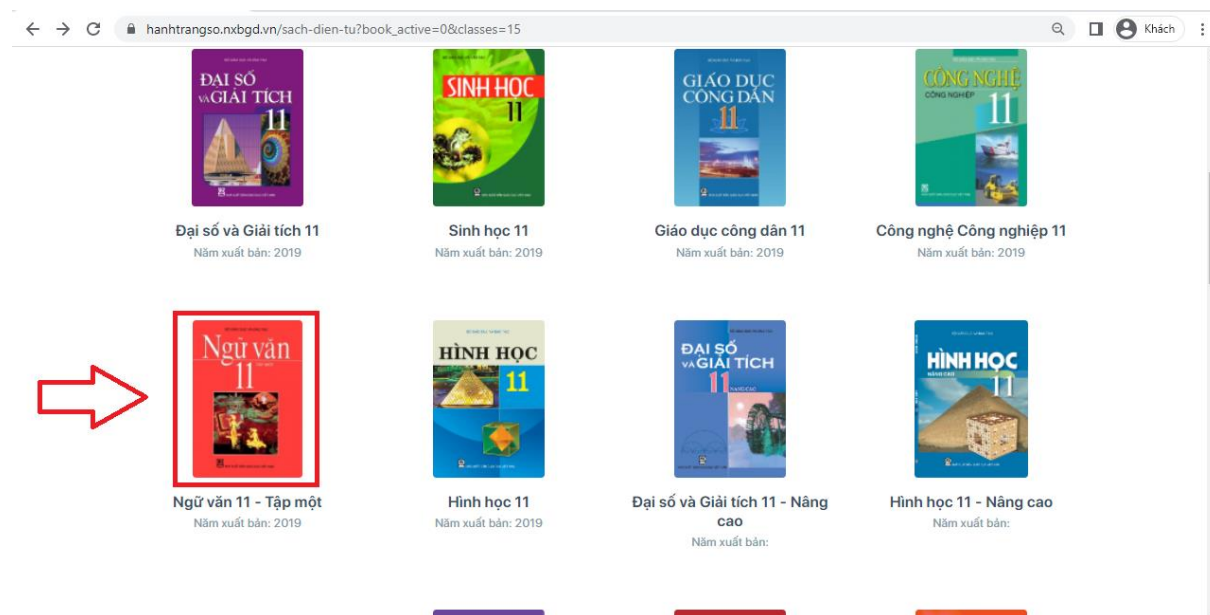 hanhtrangso.nxbgd.vn/sach-dien-tu?book_active=0&classes=15
Khách
ĐẠI SỐ
VÀ GIẢI TÍCH
11
SINH HỌC
11
GIÁO DỤC
CÔNG DÂN
11
CÔNG NGHỆ
CÔNG NGHIỆP
11
Đại số và Giải tích 11
Sinh học 11
Giáo dục công dân 11
Công nghệ Công nghiệp 11
Năm xuất bản: 2019
Năm xuất bản: 2019
Năm xuất bản: 2019
Năm xuất bản: 2019
Ngữ văn
11
HÌNH HỌC
11
ĐẠI SỐ
VÀ GIẢI TÍCH
11
NÂNG CAO
HÌNH HỌC
NÂNG CAO
11
Ngữ văn 11 - Tập một
Hình học 11
Đại số và Giải tích 11 - Nâng
cao
Hình học 11 - Nâng cao
Năm xuất bản: 2019
Năm xuất bản: 2019
Năm xuất bản:
Năm xuất bản: